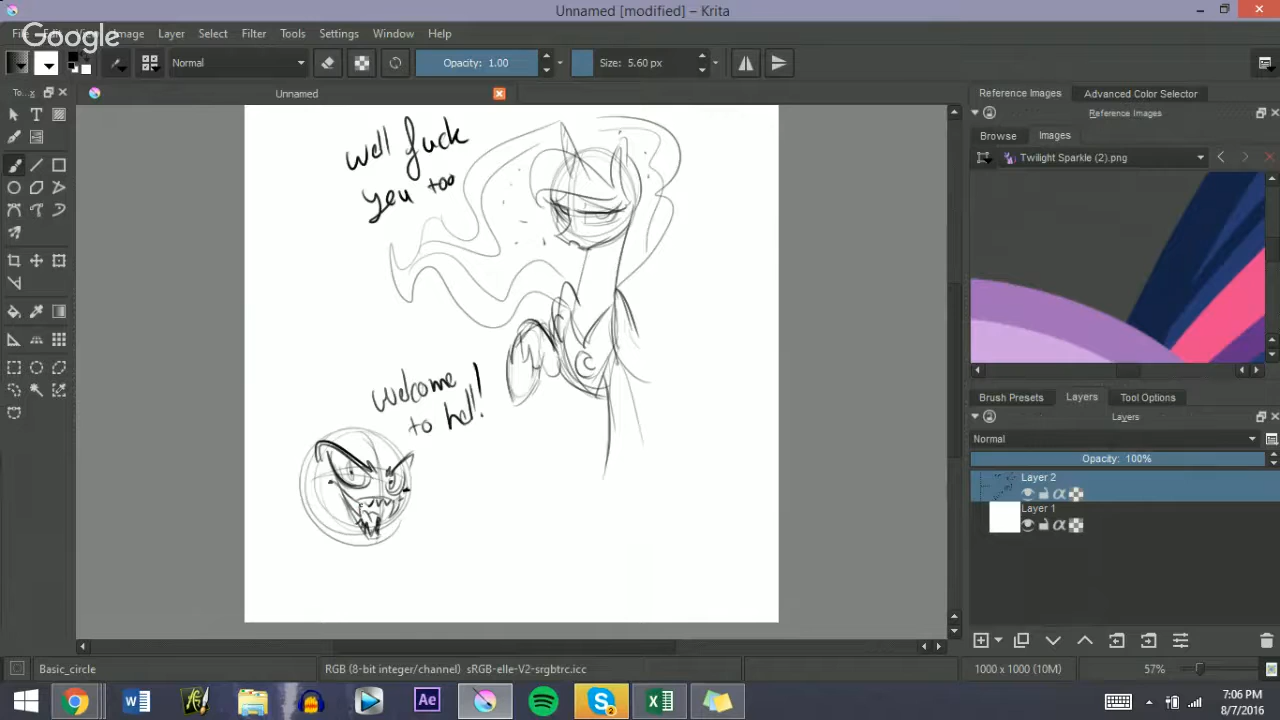 Unnamed [modified] – Krita
File Edit View Image Layer Select Filter Tools Settings Window Help
Google
Normal Opacity: 1.00 Size: 5.60 px
To... x Unnamed Reference Images Advanced Color Selector
Reference Images
Browse Images
Twilight Sparkle (2).png
well fuck
you too
welcome
to hell!
Brush Presets Layers Tool Options
Layers
Normal
Opacity: 100%
Layer 2
Layer 1
Basic_circle RGB (8-bit integer/channel) sRGB-elle-V2-srgbtrc.icc 1000 x 1000 (10M) 57%
7:06 PM
8/7/2016